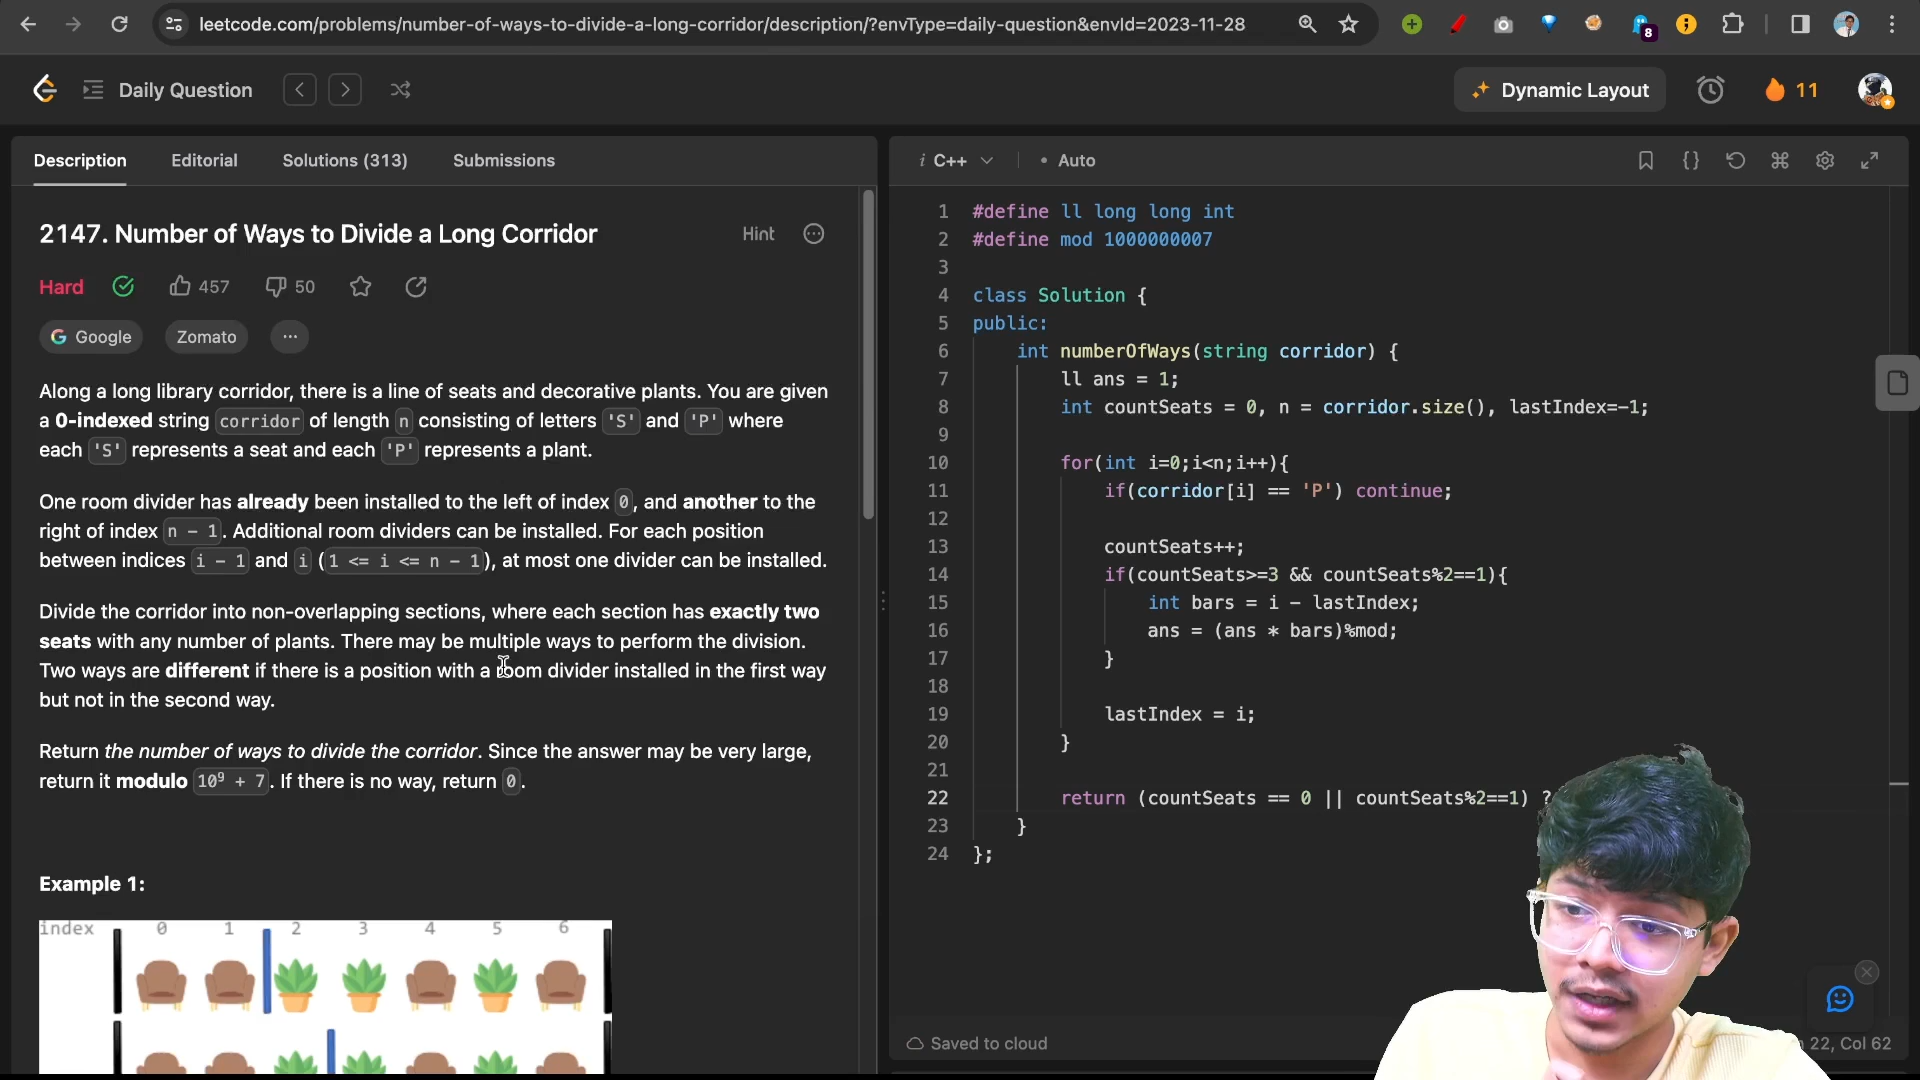 leetcode.com/problems/number-of-ways-to-divide-a-long-corridor/description/?envType=daily-question&envId=2023-11-28
8
Daily Question
Dynamic Layout
11
Description Editorial Solutions (313) Submissions
2147. Number of Ways to Divide a Long Corridor
Hint
Hard 457 50
Google Zomato ...
Along a long library corridor, there is a line of seats and decorative plants. You are given
a 0-indexed string corridor of length n consisting of letters 'S' and 'P' where
each 'S' represents a seat and each 'P' represents a plant.
One room divider has already been installed to the left of index 0, and another to the
right of index n - 1. Additional room dividers can be installed. For each position
between indices i - 1 and i (1 <= i <= n - 1), at most one divider can be installed.
Divide the corridor into non-overlapping sections, where each section has exactly two
seats with any number of plants. There may be multiple ways to perform the division.
Two ways are different if there is a position with a room divider installed in the first way
but not in the second way.
Return the number of ways to divide the corridor. Since the answer may be very large,
return it modulo 10⁹ + 7. If there is no way, return 0.
Example 1:
index 0 1 2 3 4 5 6
i C++ • Auto
1 #define ll long long int
2 #define mod 1000000007
3
4 class Solution {
5 public:
6 int numberOfWays(string corridor) {
7 ll ans = 1;
8 int countSeats = 0, n = corridor.size(), lastIndex=-1;
9
10 for(int i=0;i<n;i++){
11 if(corridor[i] == 'P') continue;
12
13 countSeats++;
14 if(countSeats>=3 && countSeats%2==1){
15 int bars = i - lastIndex;
16 ans = (ans * bars)%mod;
17 }
18
19 lastIndex = i;
20 }
21
22 return (countSeats == 0 || countSeats%2==1) ?
23 }
24 };
Saved to cloud
22, Col 62